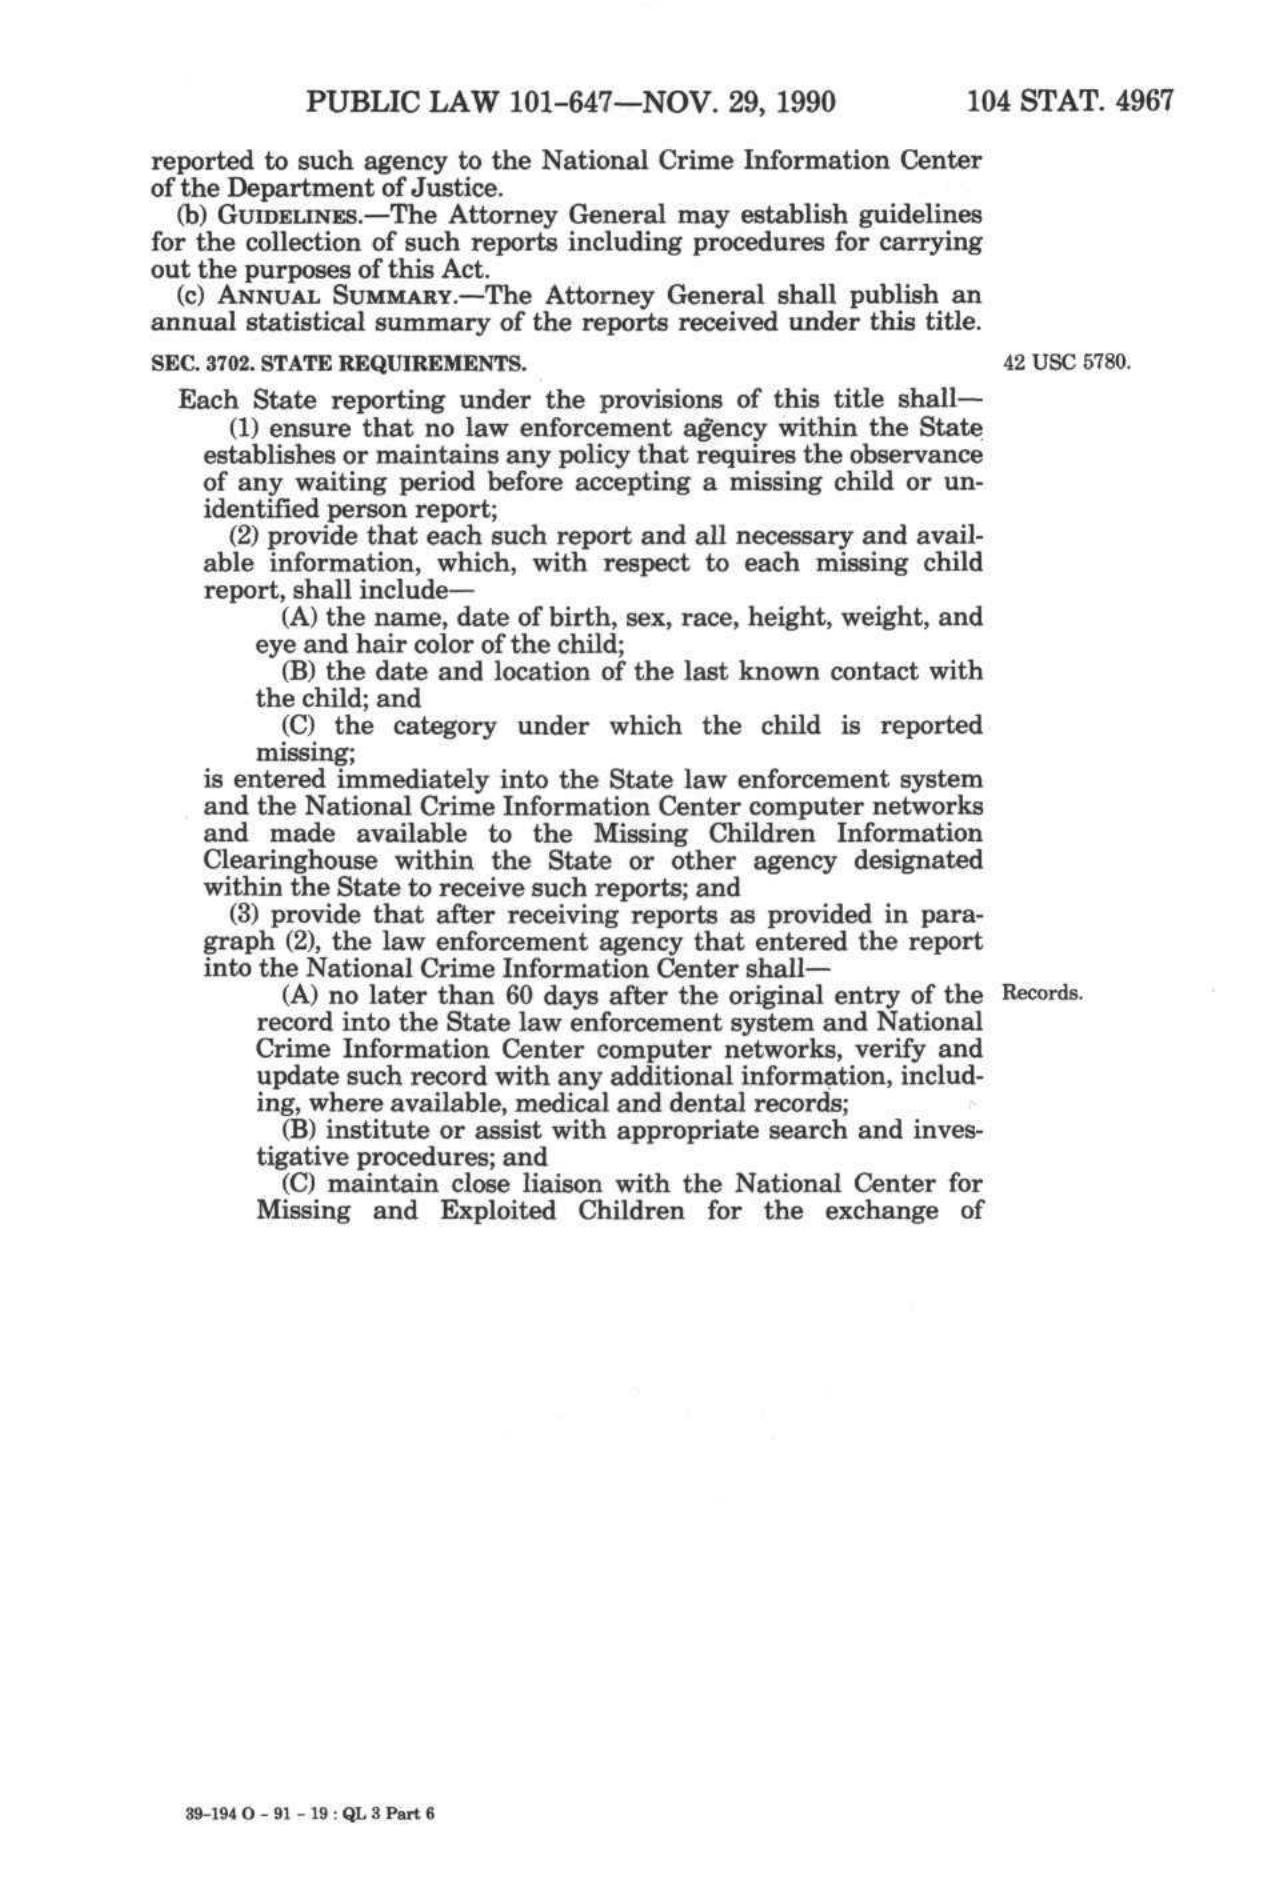 PUBLIC LAW 101-647—NOV. 29, 1990 104 STAT. 4967
reported to such agency to the National Crime Information Center
of the Department of Justice.
(b) GUIDELINES.—The Attorney General may establish guidelines
for the collection of such reports including procedures for carrying
out the purposes of this Act.
(c) ANNUAL SUMMARY.—The Attorney General shall publish an
annual statistical summary of the reports received under this title.
SEC. 3702. STATE REQUIREMENTS. 42 USC 5780.
Each State reporting under the provisions of this title shall—
(1) ensure that no law enforcement agency within the State
establishes or maintains any policy that requires the observance
of any waiting period before accepting a missing child or un-
identified person report;
(2) provide that each such report and all necessary and avail-
able information, which, with respect to each missing child
report, shall include—
(A) the name, date of birth, sex, race, height, weight, and
eye and hair color of the child;
(B) the date and location of the last known contact with
the child; and
(C) the category under which the child is reported
missing;
is entered immediately into the State law enforcement system
and the National Crime Information Center computer networks
and made available to the Missing Children Information
Clearinghouse within the State or other agency designated
within the State to receive such reports; and
(3) provide that after receiving reports as provided in para-
graph (2), the law enforcement agency that entered the report
into the National Crime Information Center shall—
(A) no later than 60 days after the original entry of the Records.
record into the State law enforcement system and National
Crime Information Center computer networks, verify and
update such record with any additional information, includ-
ing, where available, medical and dental records;
(B) institute or assist with appropriate search and inves-
tigative procedures; and
(C) maintain close liaison with the National Center for
Missing and Exploited Children for the exchange of
39-194 O - 91 - 19 : QL 3 Part 6